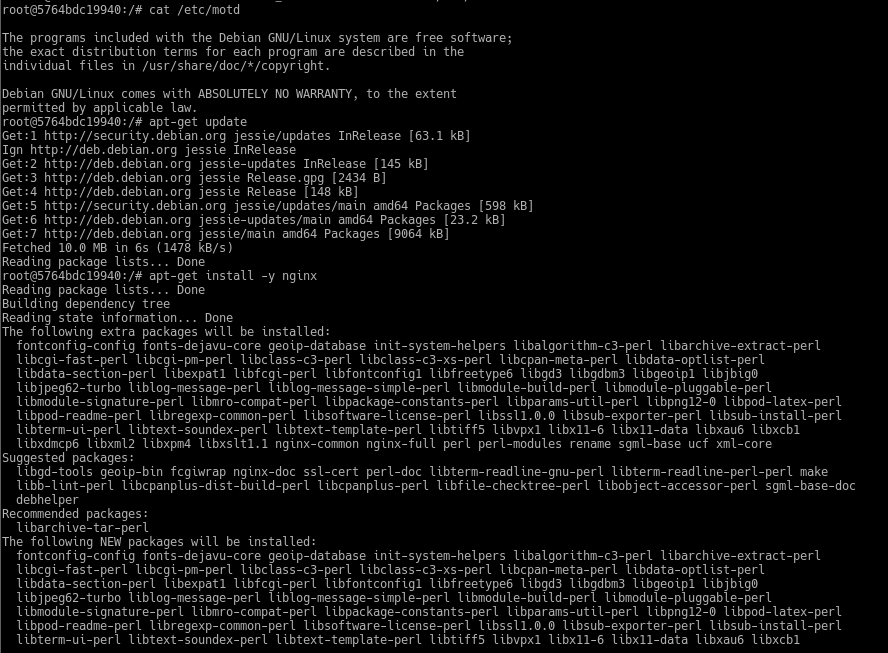 root@5764bdc19940:/# cat /etc/motd

The programs included with the Debian GNU/Linux system are free software;
the exact distribution terms for each program are described in the
individual files in /usr/share/doc/*/copyright.

Debian GNU/Linux comes with ABSOLUTELY NO WARRANTY, to the extent
permitted by applicable law.
root@5764bdc19940:/# apt-get update
Get:1 http://security.debian.org jessie/updates InRelease [63.1 kB]
Ign http://deb.debian.org jessie InRelease
Get:2 http://deb.debian.org jessie-updates InRelease [145 kB]
Get:3 http://deb.debian.org jessie Release.gpg [2434 B]
Get:4 http://deb.debian.org jessie Release [148 kB]
Get:5 http://security.debian.org jessie/updates/main amd64 Packages [598 kB]
Get:6 http://deb.debian.org jessie-updates/main amd64 Packages [23.2 kB]
Get:7 http://deb.debian.org jessie/main amd64 Packages [9064 kB]
Fetched 10.0 MB in 6s (1478 kB/s)
Reading package lists... Done
root@5764bdc19940:/# apt-get install -y nginx
Reading package lists... Done
Building dependency tree
Reading state information... Done
The following extra packages will be installed:
  fontconfig-config fonts-dejavu-core geoip-database init-system-helpers libalgorithm-c3-perl libarchive-extract-perl
  libcgi-fast-perl libcgi-pm-perl libclass-c3-perl libclass-c3-xs-perl libcpan-meta-perl libdata-optlist-perl
  libdata-section-perl libexpat1 libfcgi-perl libfontconfig1 libfreetype6 libgd3 libgdbm3 libgeoip1 libjbig0
  libjpeg62-turbo liblog-message-perl liblog-message-simple-perl libmodule-build-perl libmodule-pluggable-perl
  libmodule-signature-perl libmro-compat-perl libpackage-constants-perl libparams-util-perl libpng12-0 libpod-latex-perl
  libpod-readme-perl libregexp-common-perl libsoftware-license-perl libssl1.0.0 libsub-exporter-perl libsub-install-perl
  libterm-ui-perl libtext-soundex-perl libtext-template-perl libtiff5 libvpx1 libx11-6 libx11-data libxau6 libxcb1
  libxdmcp6 libxml2 libxpm4 libxslt1.1 nginx-common nginx-full perl perl-modules rename sgml-base ucf xml-core
Suggested packages:
  libgd-tools geoip-bin fcgiwrap nginx-doc ssl-cert perl-doc libterm-readline-gnu-perl libterm-readline-perl-perl make
  libb-lint-perl libcpanplus-dist-build-perl libcpanplus-perl libfile-checktree-perl libobject-accessor-perl sgml-base-doc
  debhelper
Recommended packages:
  libarchive-tar-perl
The following NEW packages will be installed:
  fontconfig-config fonts-dejavu-core geoip-database init-system-helpers libalgorithm-c3-perl libarchive-extract-perl
  libcgi-fast-perl libcgi-pm-perl libclass-c3-perl libclass-c3-xs-perl libcpan-meta-perl libdata-optlist-perl
  libdata-section-perl libexpat1 libfcgi-perl libfontconfig1 libfreetype6 libgd3 libgdbm3 libgeoip1 libjbig0
  libjpeg62-turbo liblog-message-perl liblog-message-simple-perl libmodule-build-perl libmodule-pluggable-perl
  libmodule-signature-perl libmro-compat-perl libpackage-constants-perl libparams-util-perl libpng12-0 libpod-latex-perl
  libpod-readme-perl libregexp-common-perl libsoftware-license-perl libssl1.0.0 libsub-exporter-perl libsub-install-perl
  libterm-ui-perl libtext-soundex-perl libtext-template-perl libtiff5 libvpx1 libx11-6 libx11-data libxau6 libxcb1